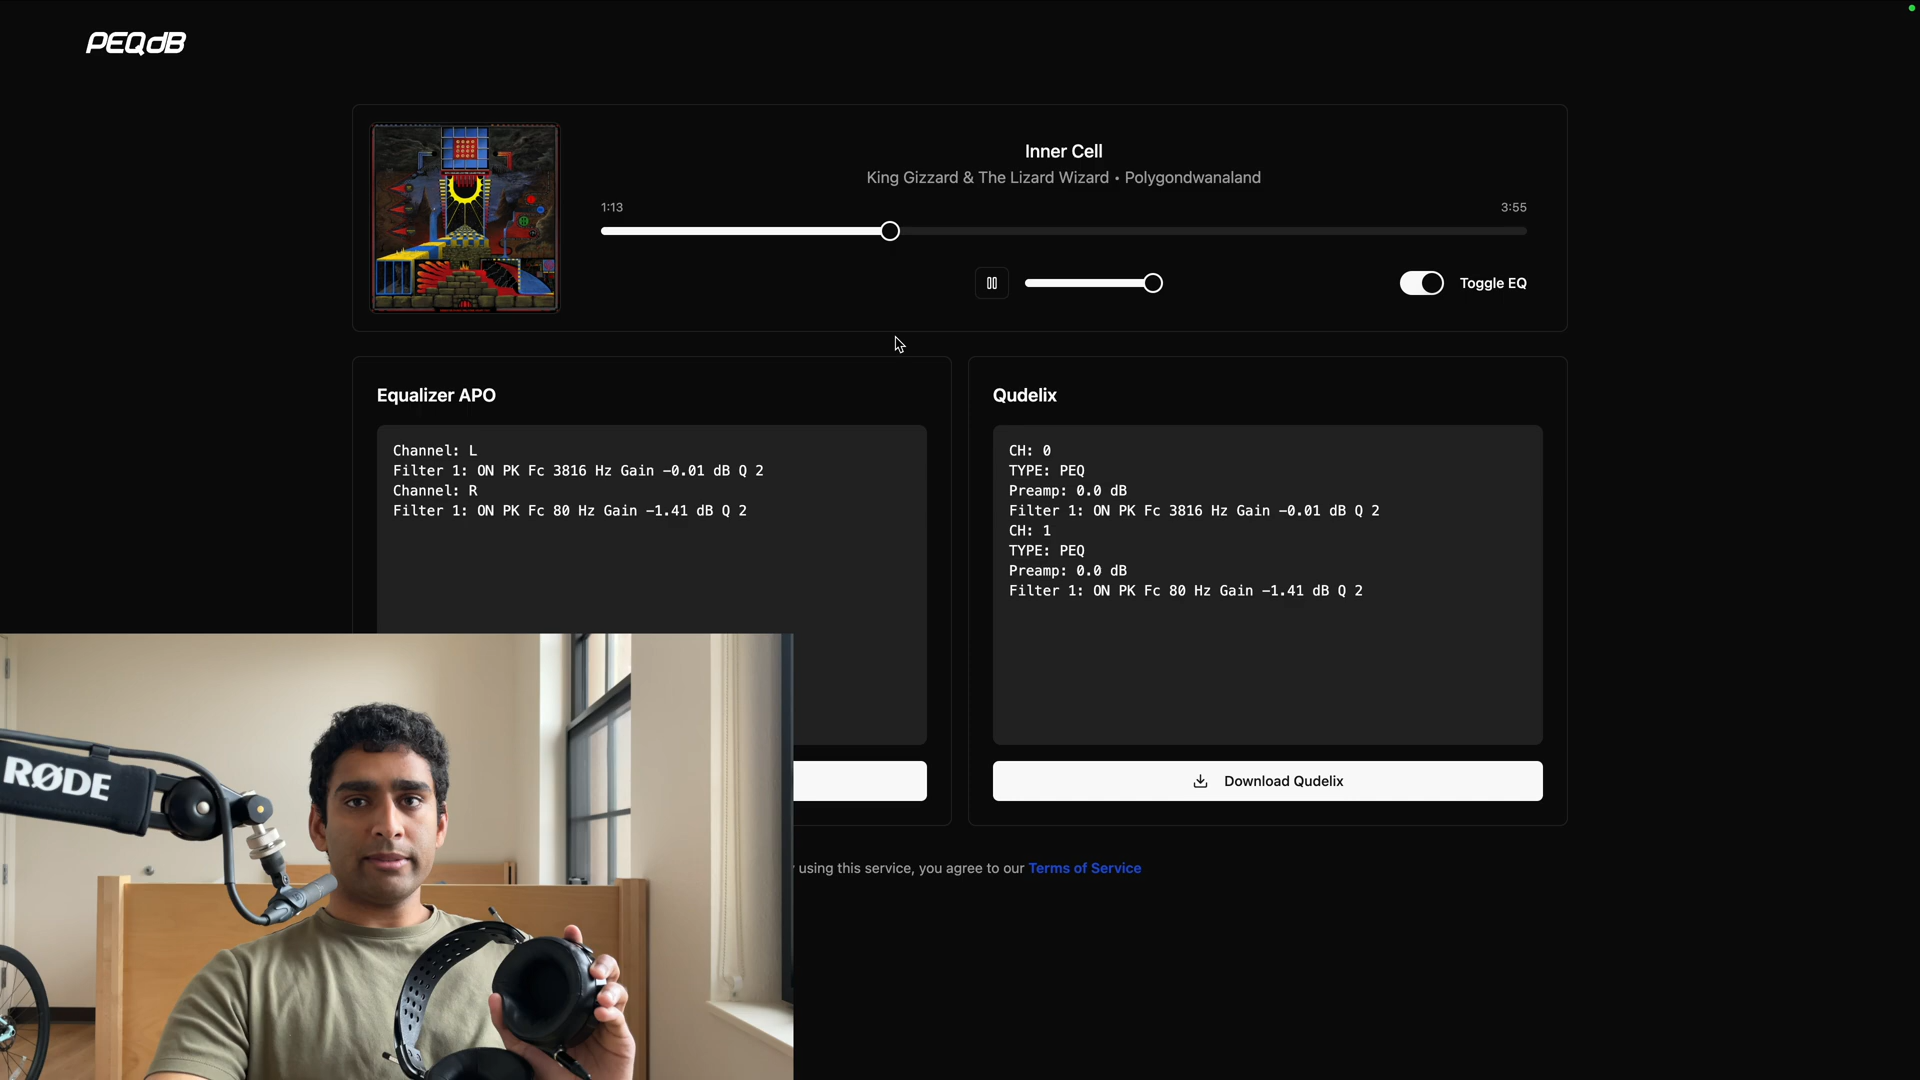 PEQdB
Inner Cell
King Gizzard & The Lizard Wizard • Polygondwanaland
1:13
3:55
Toggle EQ
Equalizer APO
Channel: L
Filter 1: ON PK Fc 3816 Hz Gain -0.01 dB Q 2
Channel: R
Filter 1: ON PK Fc 80 Hz Gain -1.41 dB Q 2
Qudelix
CH: 0
TYPE: PEQ
Preamp: 0.0 dB
Filter 1: ON PK Fc 3816 Hz Gain -0.01 dB Q 2
CH: 1
TYPE: PEQ
Preamp: 0.0 dB
Filter 1: ON PK Fc 80 Hz Gain -1.41 dB Q 2
Download Qudelix
using this service, you agree to our Terms of Service
RØDE